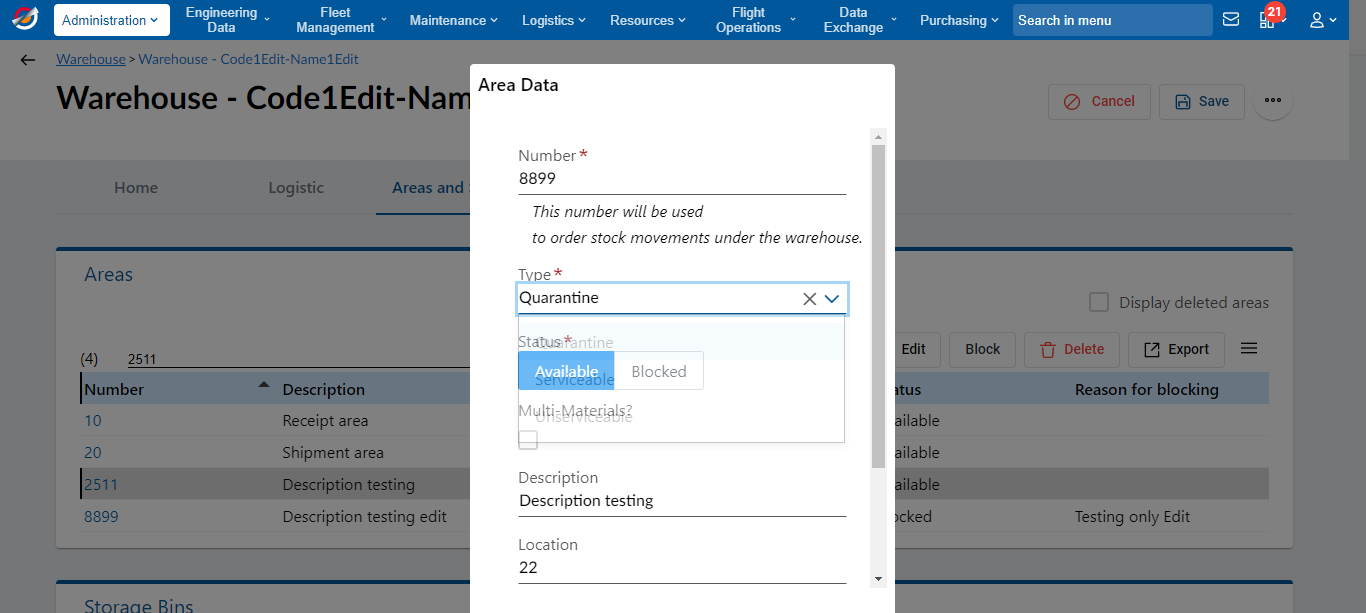 Administration
Engineering Data
Fleet Management
Maintenance
Logistics
Resources
Flight Operations
Data Exchange
Purchasing
Search in menu
21
Warehouse > Warehouse - Code1Edit-Name1Edit
Warehouse - Code1Edit-Nam
Cancel
Save
Home
Logistic
Areas and
Areas
Display deleted areas
(4) 2511
Edit
Block
Delete
Export
Number Description atus Reason for blocking
10 Receipt area ailable
20 Shipment area ailable
2511 Description testing ailable
8899 Description testing edit ocked Testing only Edit
Storage Bins
Area Data
Number*
8899
This number will be used
to order stock movements under the warehouse.
Type*
Quarantine
Quarantine
Status*
Available Blocked
Serviceable
Multi-Materials?
Unserviceable
Description
Description testing
Location
22